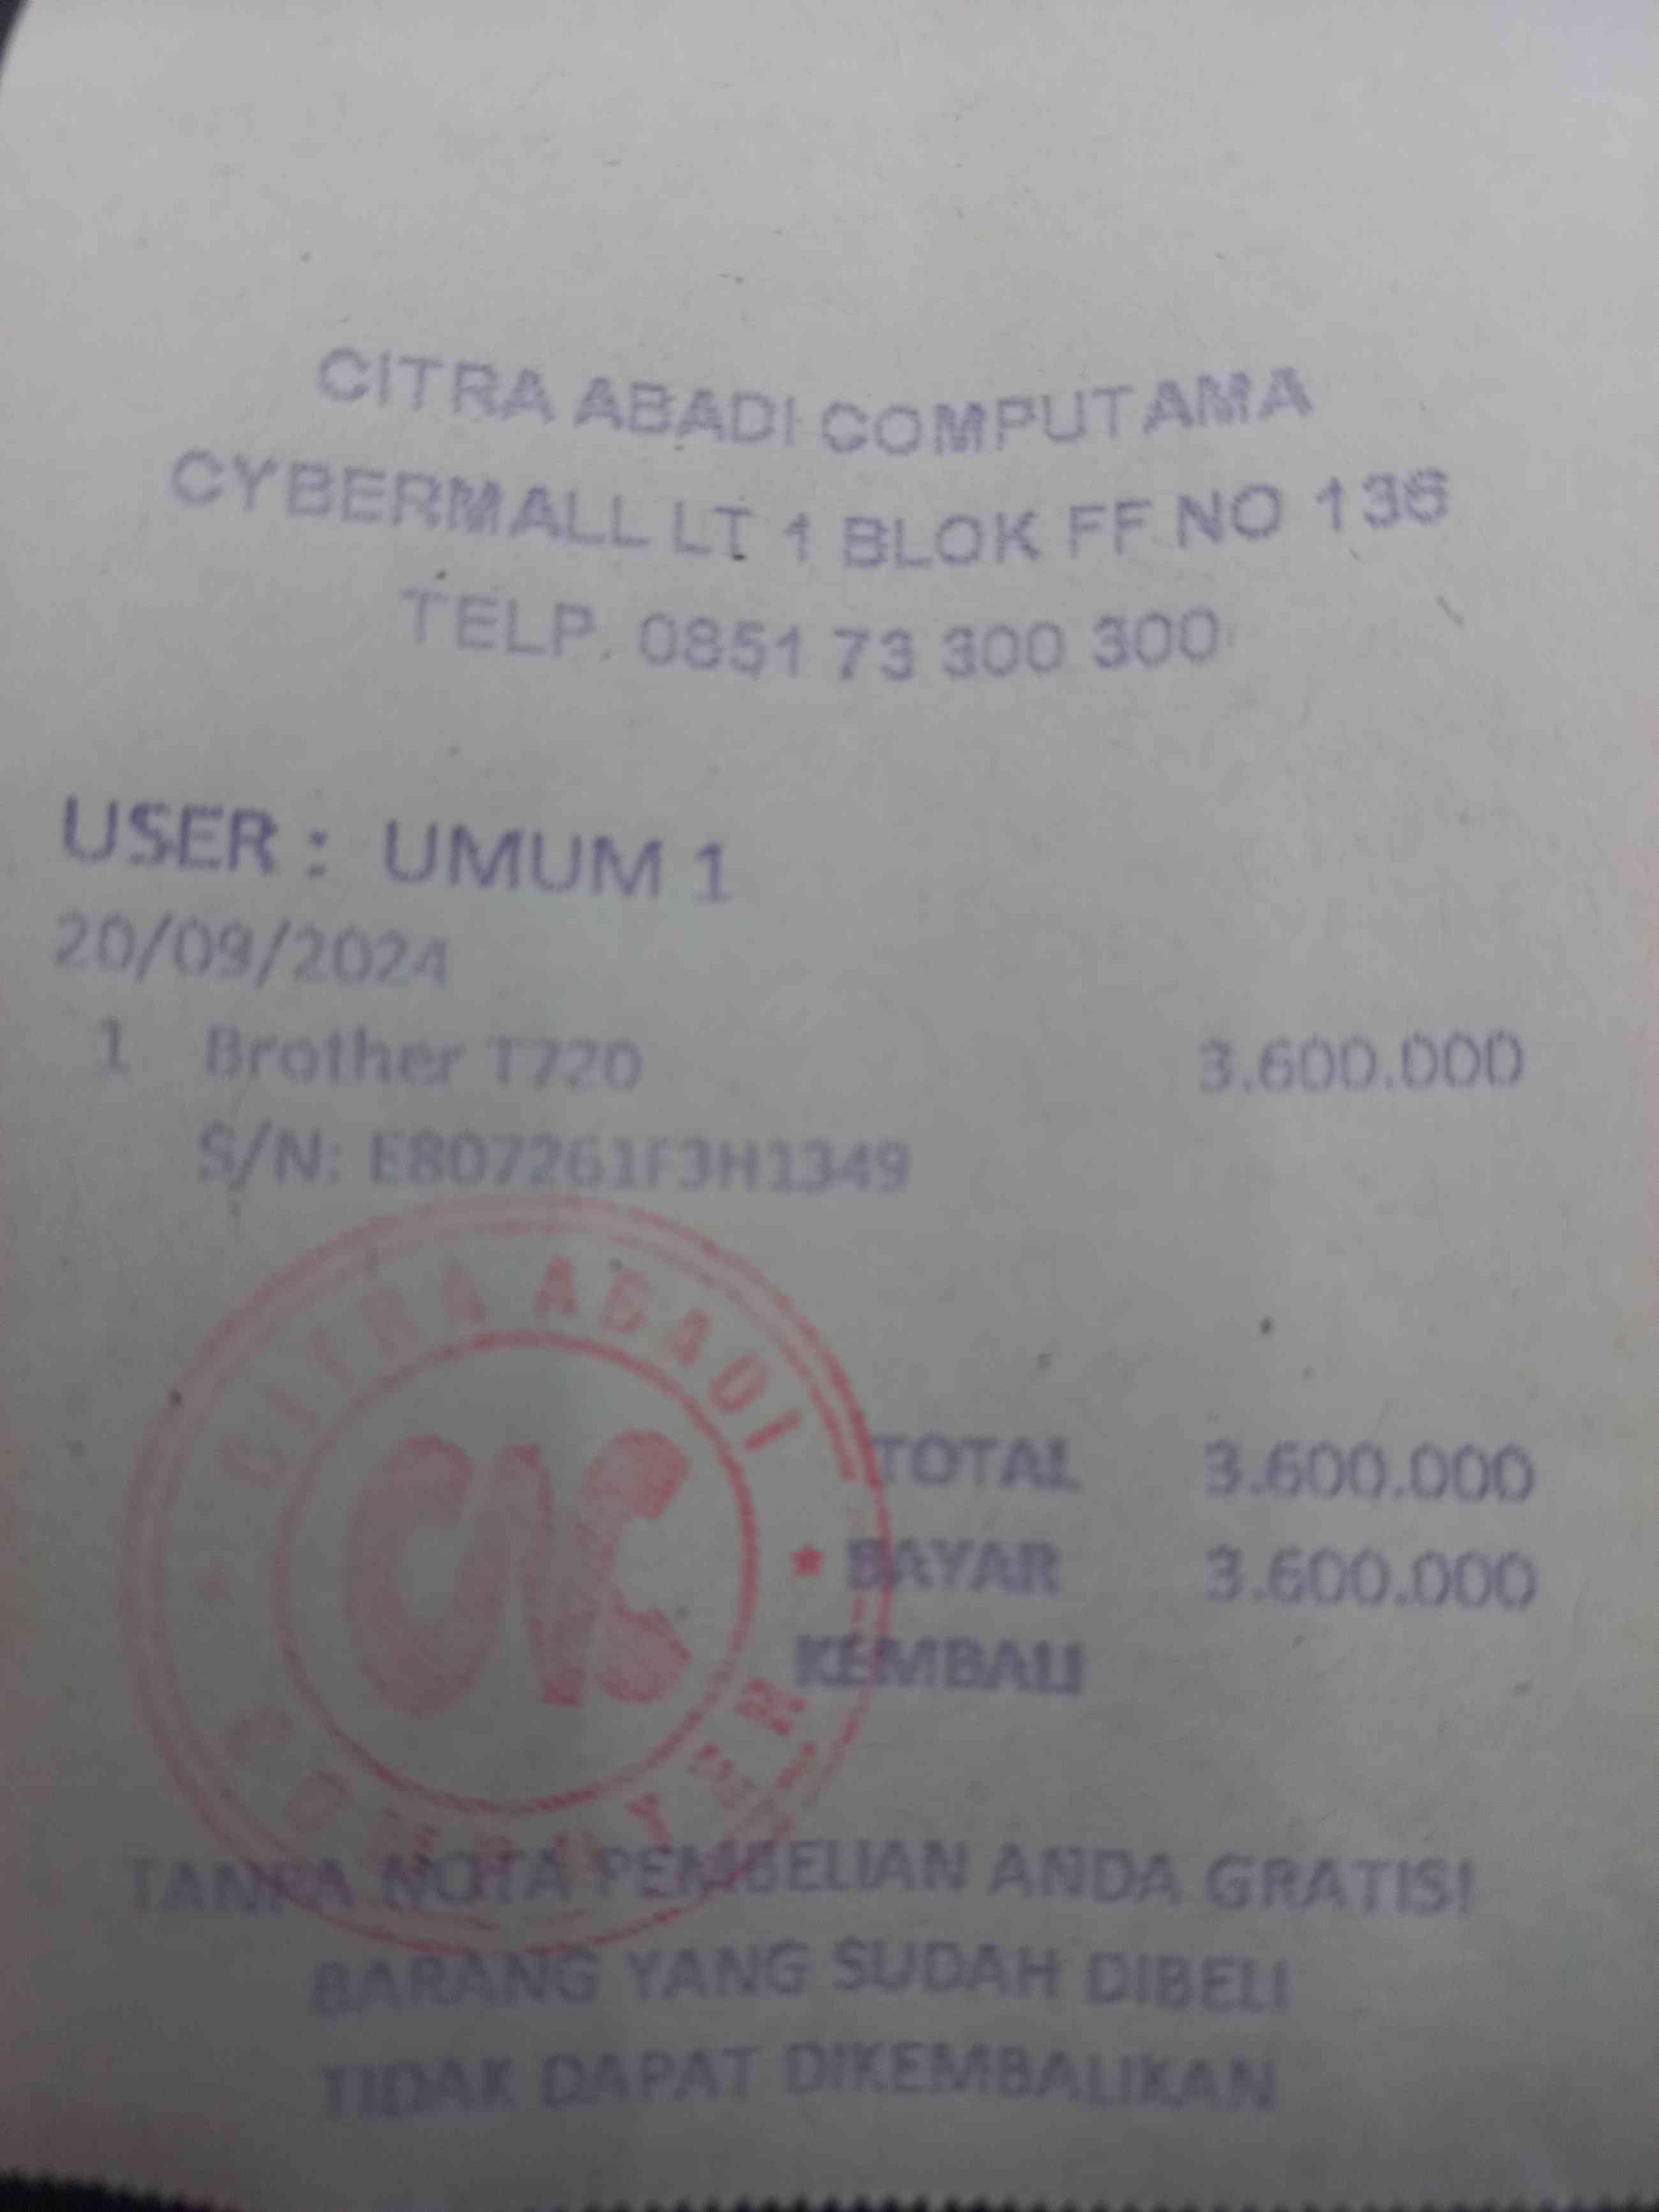 CITRA ABADI COMPUTAMA
CYBERMALL LT 1 BLOK FF NO 136
TELP. 0851 73 300 300
USER : UMUM 1
20/09/2024
1 Brother T720 3.600.000
S/N: E807261F3H1349
CITRA ABADI
CAK
KOMPUTER
TOTAL 3.600.000
BAYAR 3.600.000
KEMBALI
TANPA NOTA PEMBELIAN ANDA GRATIS!
BARANG YANG SUDAH DIBELI
TIDAK DAPAT DIKEMBALIKAN